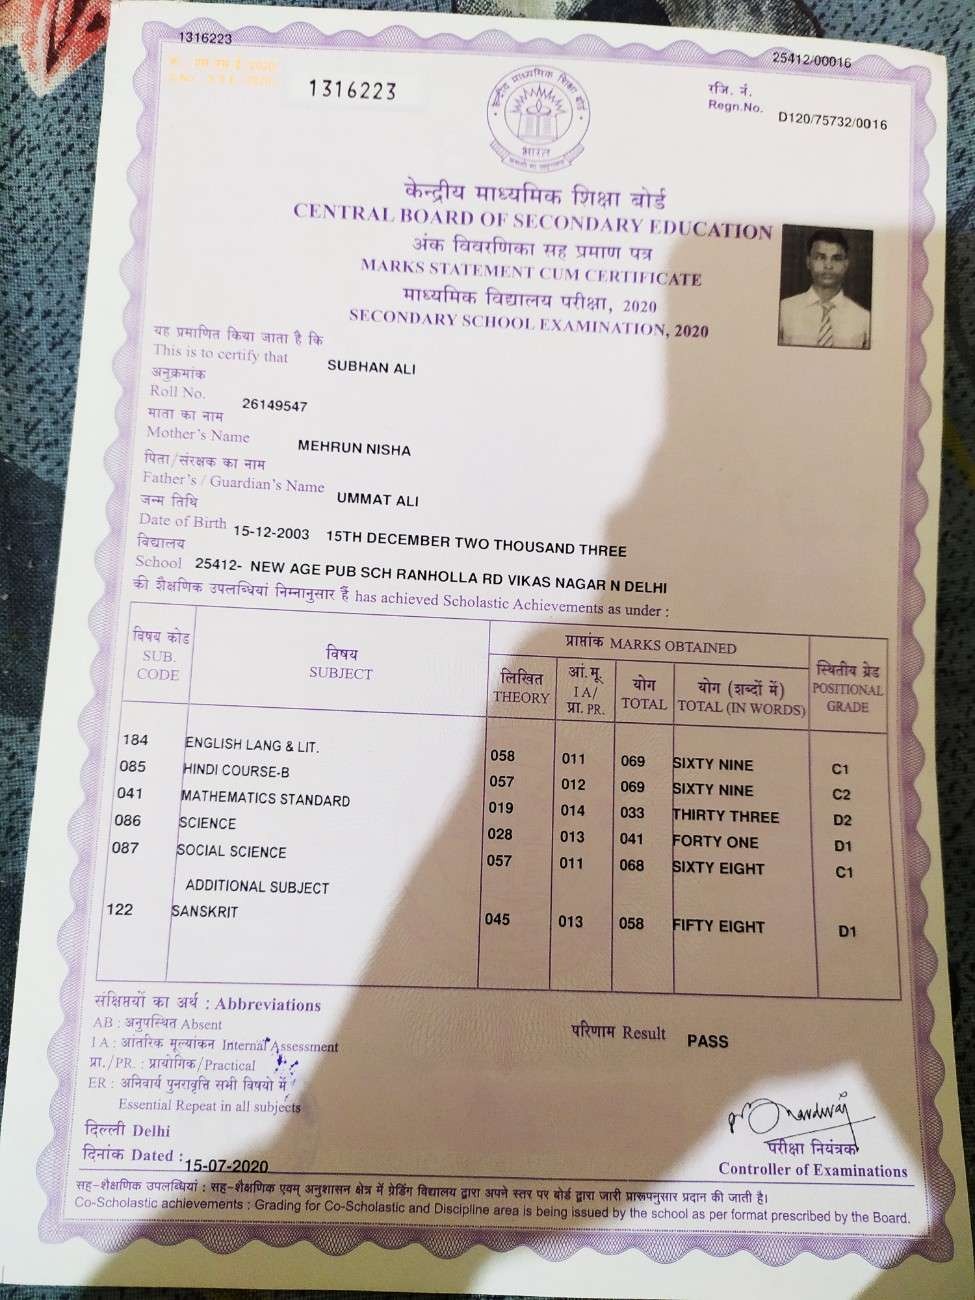 1316223
25412/00016
1316223
रजि. नं.
Regn.No. D120/75732/0016
भारत
केन्द्रीय माध्यमिक शिक्षा बोर्ड
CENTRAL BOARD OF SECONDARY EDUCATION
अंक विवरणिका सह प्रमाण पत्र
MARKS STATEMENT CUM CERTIFICATE
माध्यमिक विद्यालय परीक्षा, 2020
SECONDARY SCHOOL EXAMINATION, 2020
यह प्रमाणित किया जाता है कि
This is to certify that SUBHAN ALI
अनुक्रमांक
Roll No. 26149547
माता का नाम
Mother's Name MEHRUN NISHA
पिता/संरक्षक का नाम
Father's / Guardian's Name UMMAT ALI
जन्म तिथि
Date of Birth 15-12-2003 15TH DECEMBER TWO THOUSAND THREE
विद्यालय
School 25412- NEW AGE PUB SCH RANHOLLA RD VIKAS NAGAR N DELHI
की शैक्षणिक उपलब्धियां निम्नानुसार हैं has achieved Scholastic Achievements as under :
विषय कोड SUB. CODE
विषय SUBJECT
प्राप्तांक MARKS OBTAINED
लिखित THEORY
आं.मू. I A/ प्रा. PR.
योग TOTAL
योग (शब्दों में) TOTAL (IN WORDS)
स्थितीय ग्रेड POSITIONAL GRADE
184 ENGLISH LANG & LIT. 058 011 069 SIXTY NINE C1
085 HINDI COURSE-B 057 012 069 SIXTY NINE C2
041 MATHEMATICS STANDARD 019 014 033 THIRTY THREE D2
086 SCIENCE 028 013 041 FORTY ONE D1
087 SOCIAL SCIENCE 057 011 068 SIXTY EIGHT C1
ADDITIONAL SUBJECT
122 SANSKRIT 045 013 058 FIFTY EIGHT D1
संक्षिप्तियों का अर्थ : Abbreviations
AB : अनुपस्थित Absent
I A : आंतरिक मूल्यांकन Internal Assessment
प्रा./PR. : प्रायोगिक/Practical
ER : अनिवार्य पुनरावृत्ति सभी विषयो में
Essential Repeat in all subjects
परिणाम Result PASS
दिल्ली Delhi
दिनांक Dated : 15-07-2020
परीक्षा नियंत्रक
Controller of Examinations
सह-शैक्षणिक उपलब्धियां : सह-शैक्षणिक एवम् अनुशासन क्षेत्र में ग्रेडिंग विद्यालय द्वारा अपने स्तर पर बोर्ड द्वारा जारी प्रारूपनुसार प्रदान की जाती है।
Co-Scholastic achievements : Grading for Co-Scholastic and Discipline area is being issued by the school as per format prescribed by the Board.